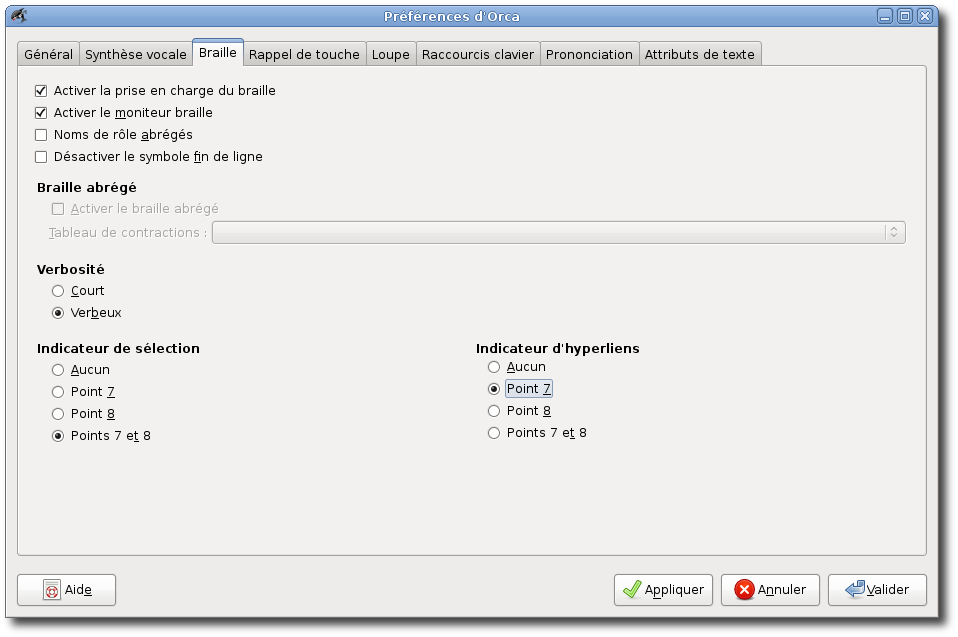 Préférences d'Orca
Général Synthèse vocale Braille Rappel de touche Loupe Raccourcis clavier Prononciation Attributs de texte
Activer la prise en charge du braille
Activer le moniteur braille
Noms de rôle abrégés
Désactiver le symbole fin de ligne
Braille abrégé
Activer le braille abrégé
Tableau de contractions :
Verbosité
Court
Verbeux
Indicateur de sélection
Aucun
Point 7
Point 8
Points 7 et 8
Indicateur d'hyperliens
Aucun
Point 7
Point 8
Points 7 et 8
Aide Appliquer Annuler Valider